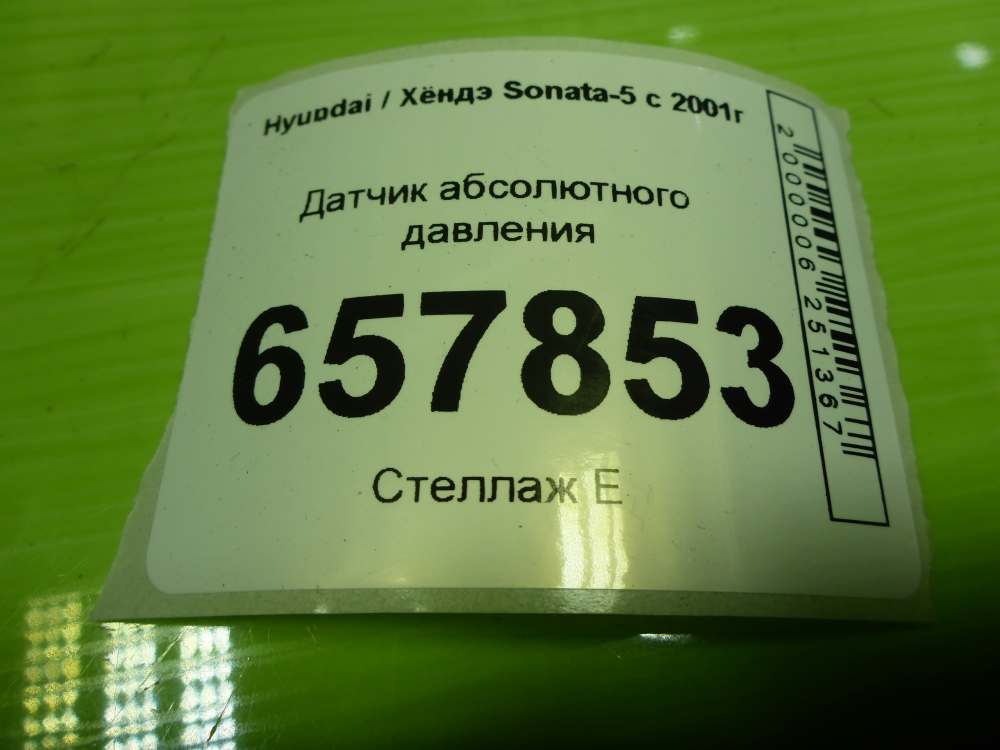 Hyundai / Хёндэ Sonata-5 с 2001г
Датчик абсолютного
давления
657853
Стеллаж Е
2000006251367